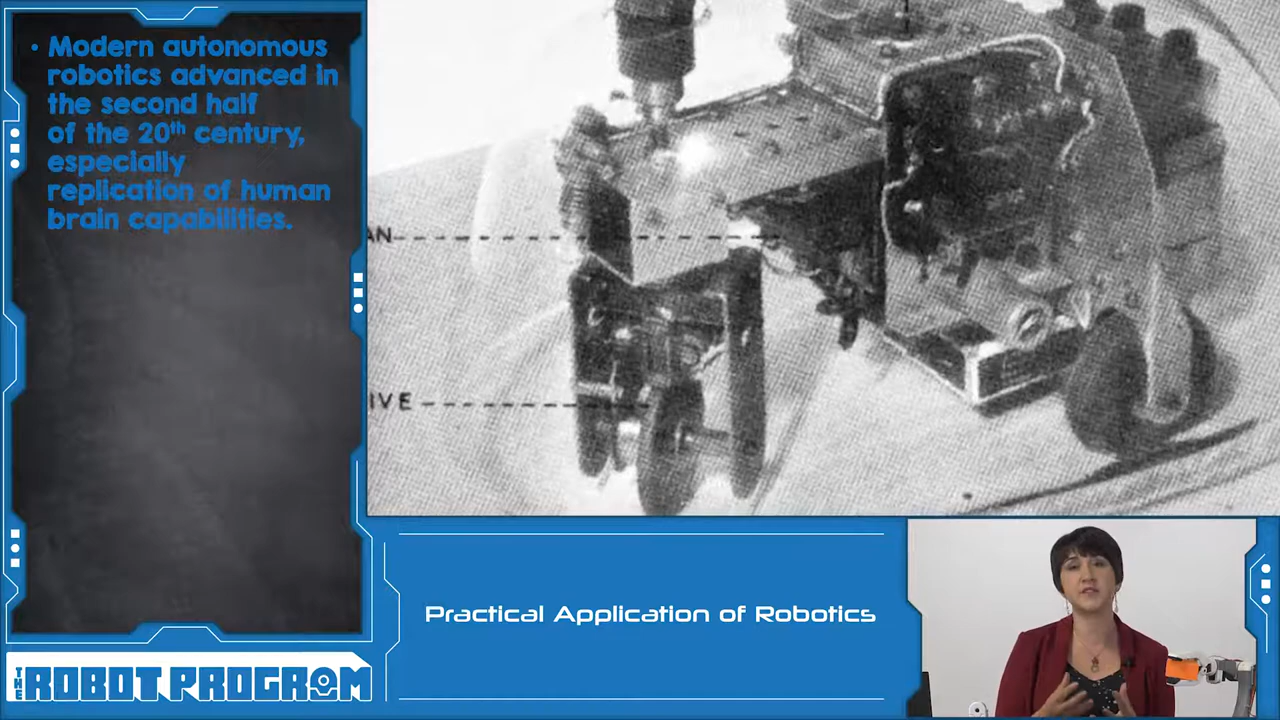 • Modern autonomous
robotics advanced in
the second half
of the 20th century,
especially
replication of human
brain capabilities.
AN
IVE
Practical Application of Robotics
THE ROBOT PROGRAM